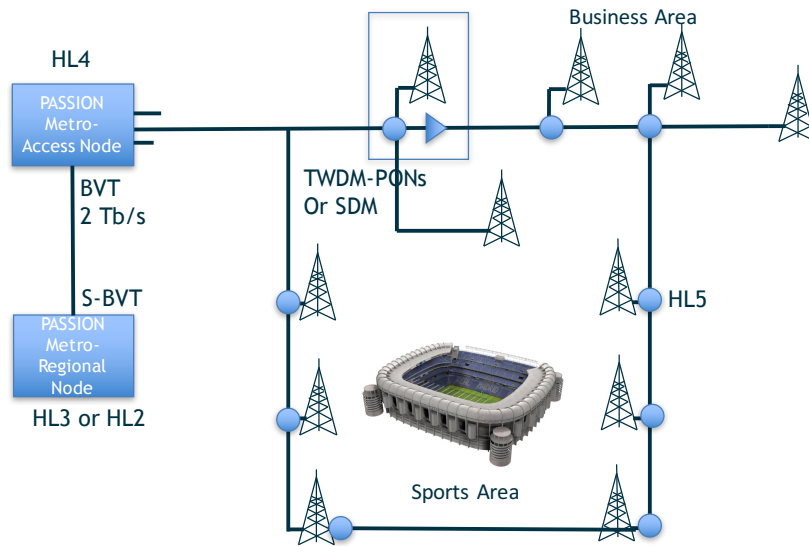 Business Area
HL4
PASSION
Metro-
Access Node
TWDM-PONs
Or SDM
BVT
2 Tb/s
S-BVT
HL5
PASSION
Metro-
Regional
Node
HL3 or HL2
Sports Area